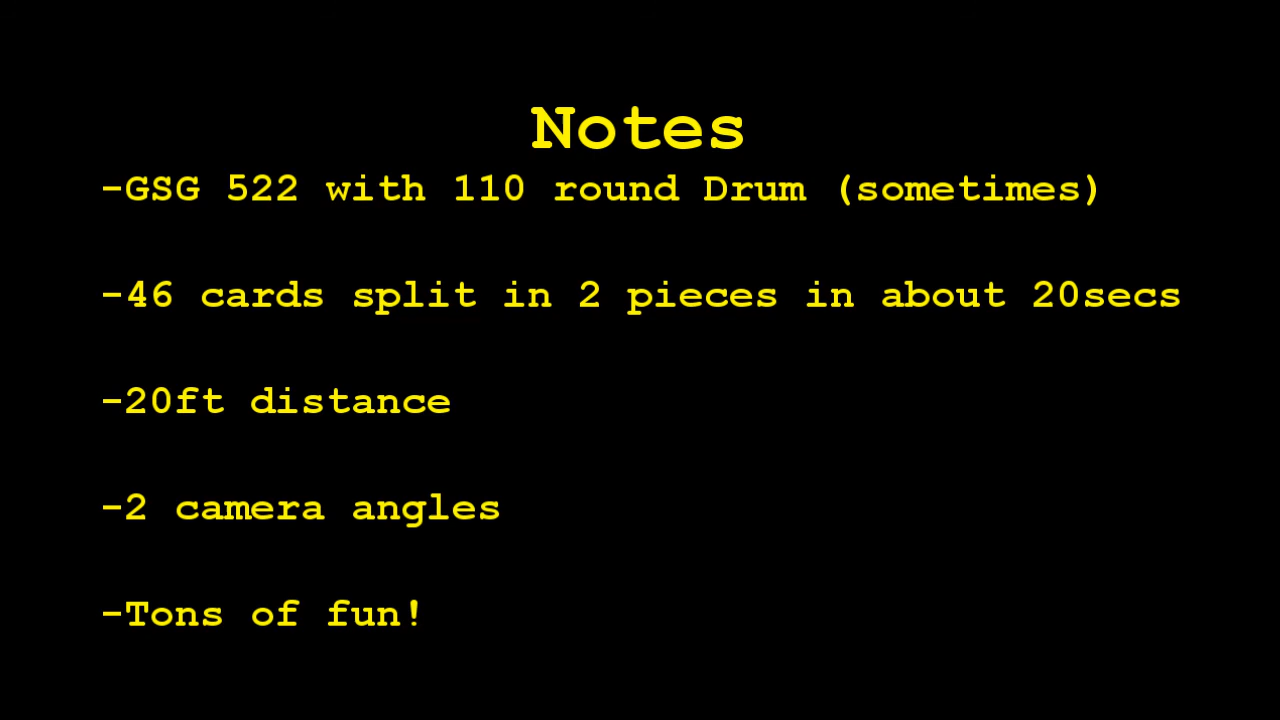 Notes
-GSG 522 with 110 round Drum (sometimes)
-46 cards split in 2 pieces in about 20secs
-20ft distance
-2 camera angles
-Tons of fun!